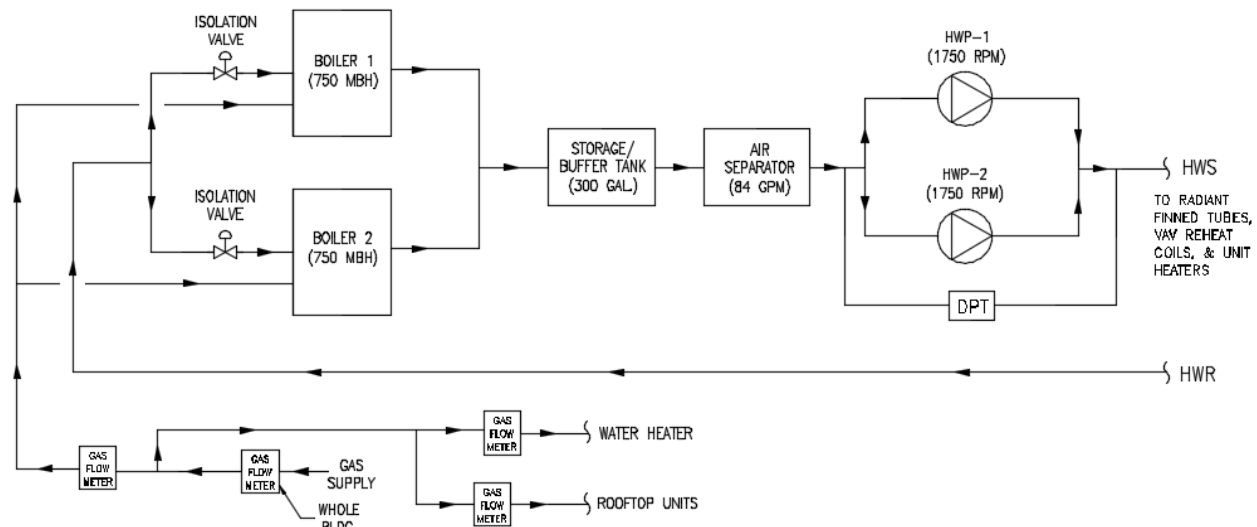 ISOLATION
VALVE
BOILER 1
(750 MBH)
ISOLATION
VALVE
BOILER 2
(750 MBH)
STORAGE/
BUFFER TANK
(300 GAL.)
AIR
SEPARATOR
(84 GPM)
HWP-1
(1750 RPM)
HWP-2
(1750 RPM)
DPT
HWS
TO RADIANT
FINNED TUBES,
VAV REHEAT
COILS, & UNIT
HEATERS
HWR
GAS
FLOW
METER
WATER HEATER
GAS
FLOW
METER
GAS
FLOW
METER
GAS
SUPPLY
GAS
FLOW
METER
ROOFTOP UNITS
WHOLE
BLDG